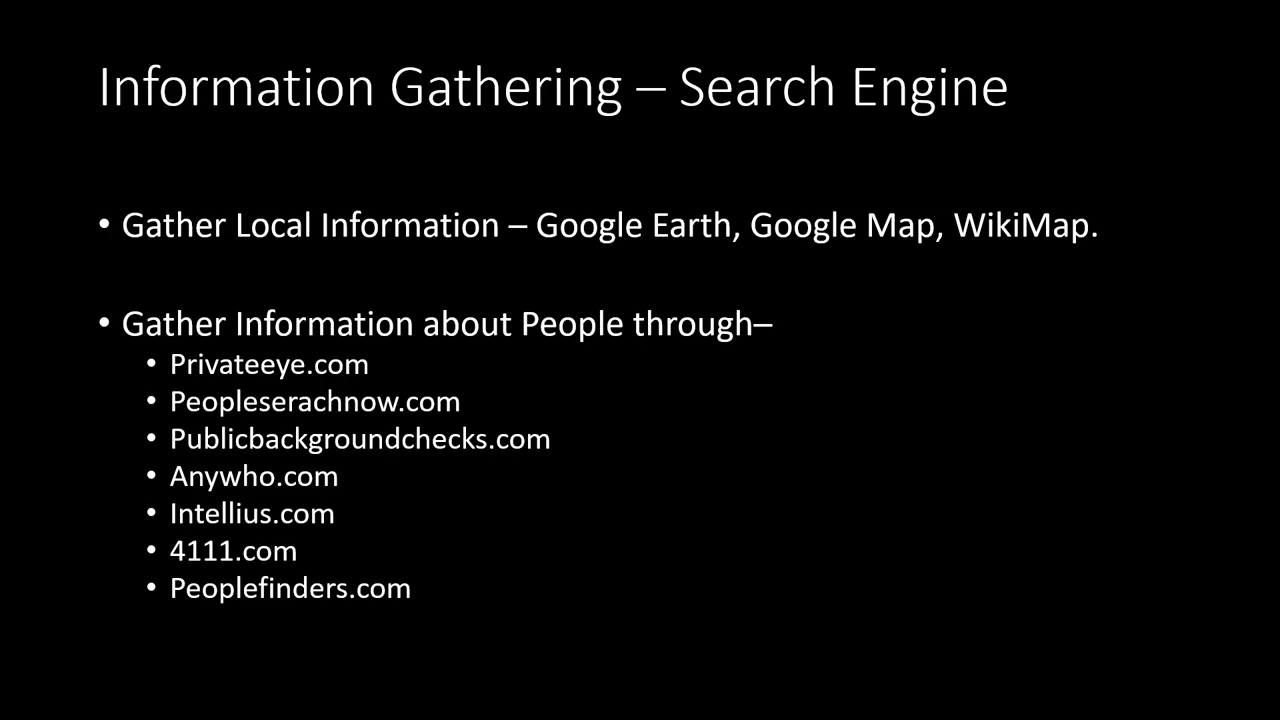 Information Gathering – Search Engine
• Gather Local Information – Google Earth, Google Map, WikiMap.
• Gather Information about People through–
• Privateeye.com
• Peopleserachnow.com
• Publicbackgroundchecks.com
• Anywho.com
• Intellius.com
• 4111.com
• Peoplefinders.com